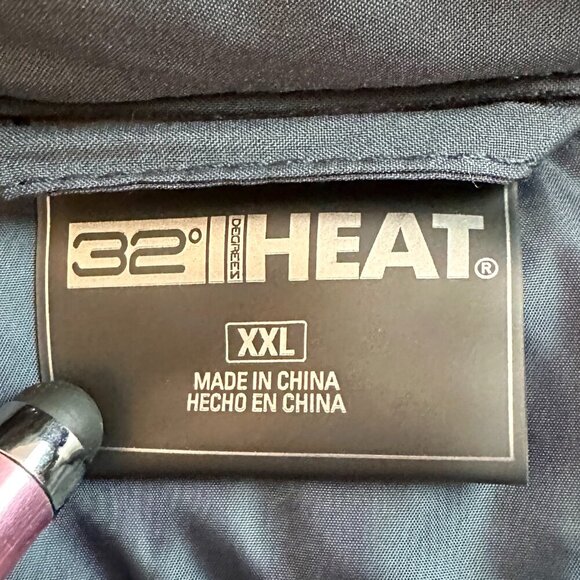 32° DEGREES HEAT®
XXL
MADE IN CHINA
HECHO EN CHINA